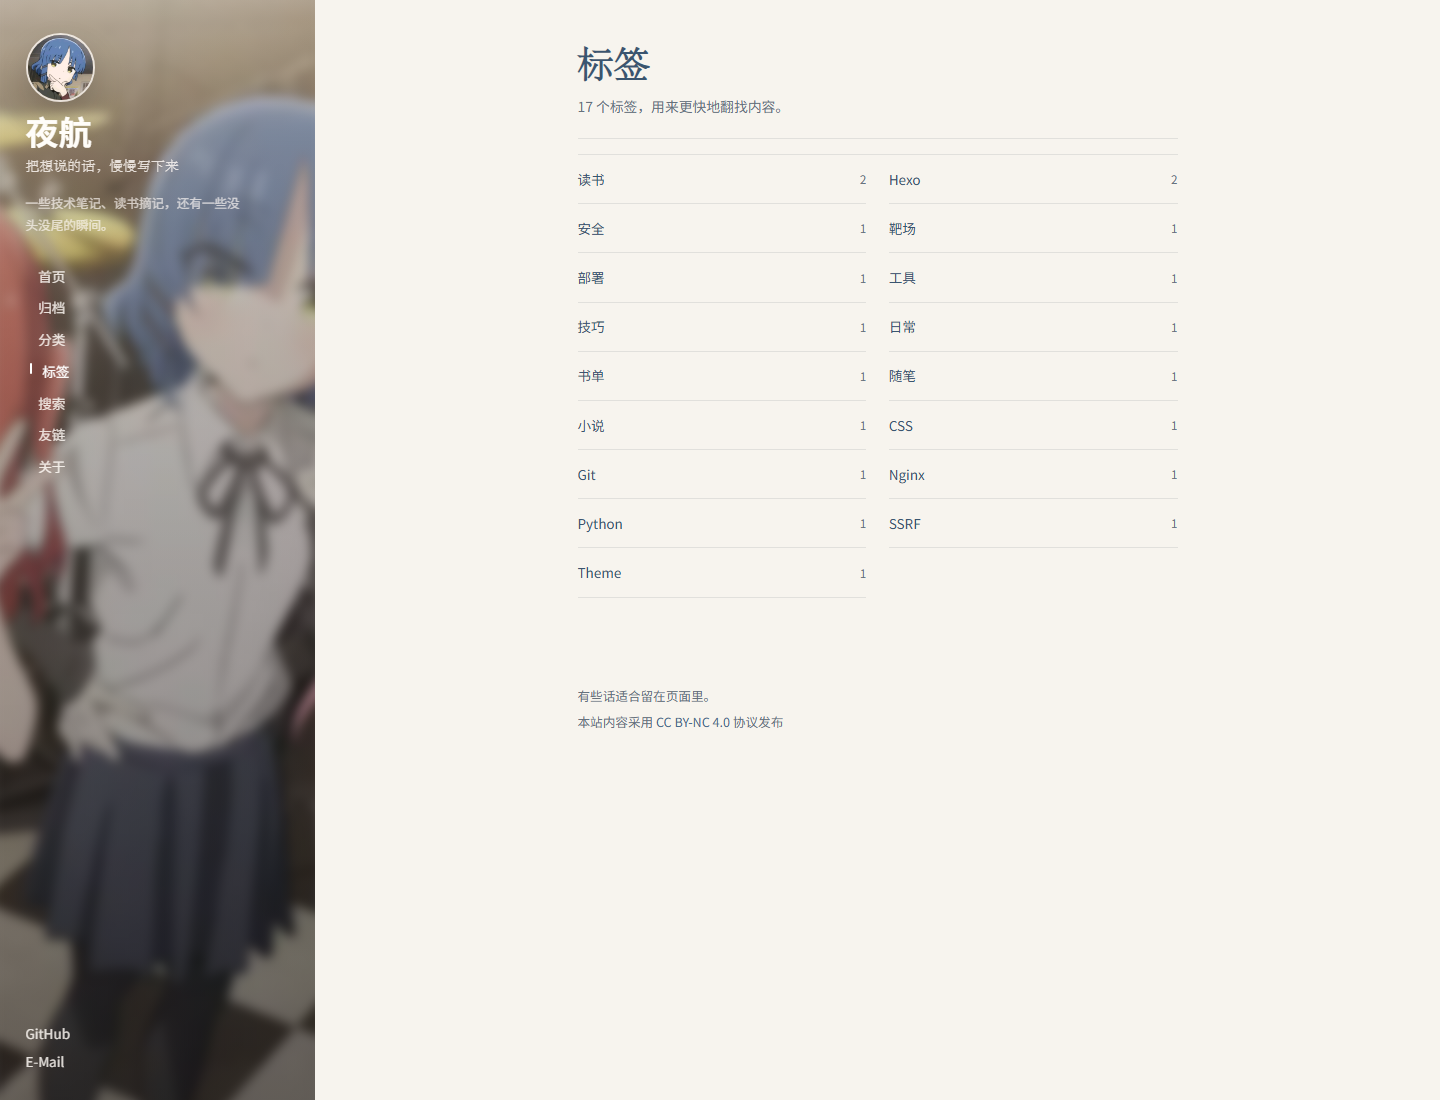 夜航
把想说的话，慢慢写下来
一些技术笔记、读书摘记，还有一些没
头没尾的瞬间。
首页
归档
分类
标签
搜索
友链
关于
GitHub
E-Mail
标签
17 个标签，用来更快地翻找内容。
读书 2
Hexo 2
安全 1
靶场 1
部署 1
工具 1
技巧 1
日常 1
书单 1
随笔 1
小说 1
CSS 1
Git 1
Nginx 1
Python 1
SSRF 1
Theme 1
有些话适合留在页面里。
本站内容采用 CC BY-NC 4.0 协议发布